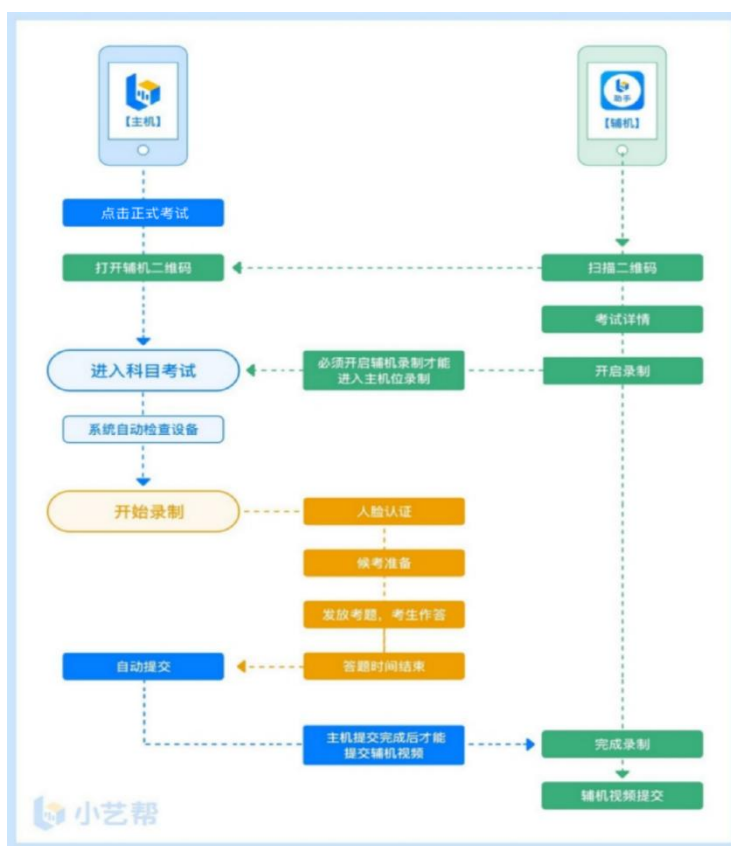 【主机】
助手
【辅机】
点击正式考试
打开辅机二维码
扫描二维码
考试详情
进入科目考试
必须开启辅机录制才能
进入主机位录制
开启录制
系统自动检查设备
开始录制
人脸认证
候考准备
发放考题，考生作答
自动提交
答题时间结束
主机提交完成后才能
提交辅机视频
完成录制
辅机视频提交
小艺帮